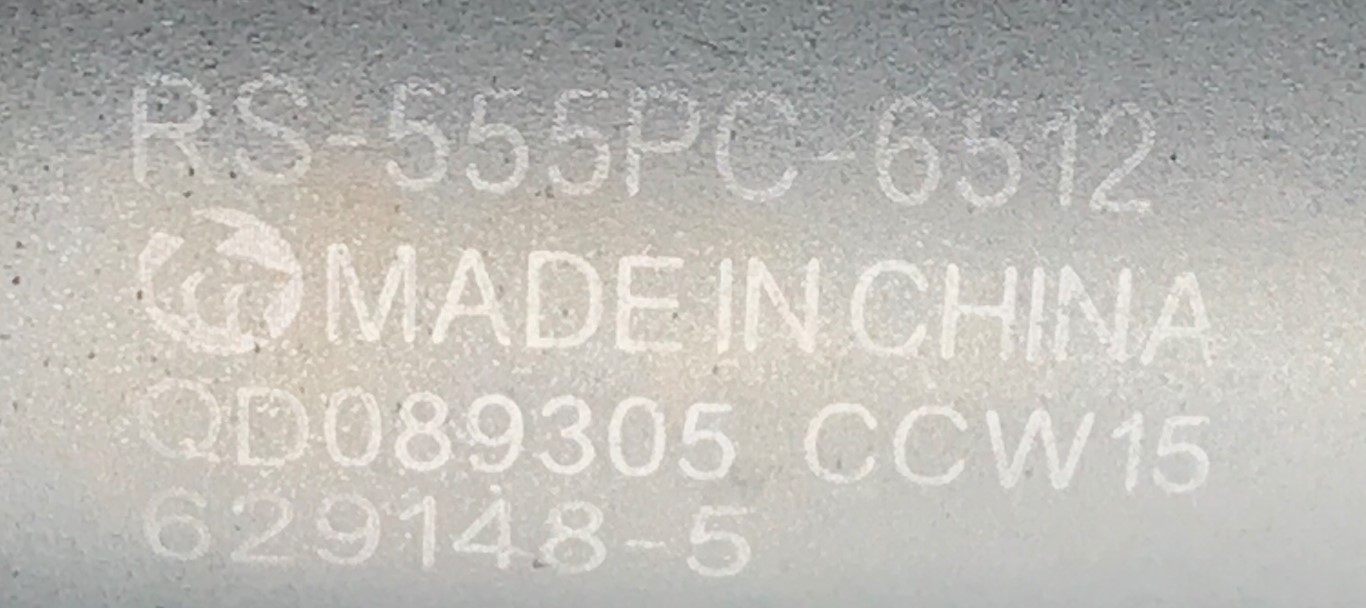 RS-555PC-6512
MADE IN CHINA
QD089305 CCW15
629148-5